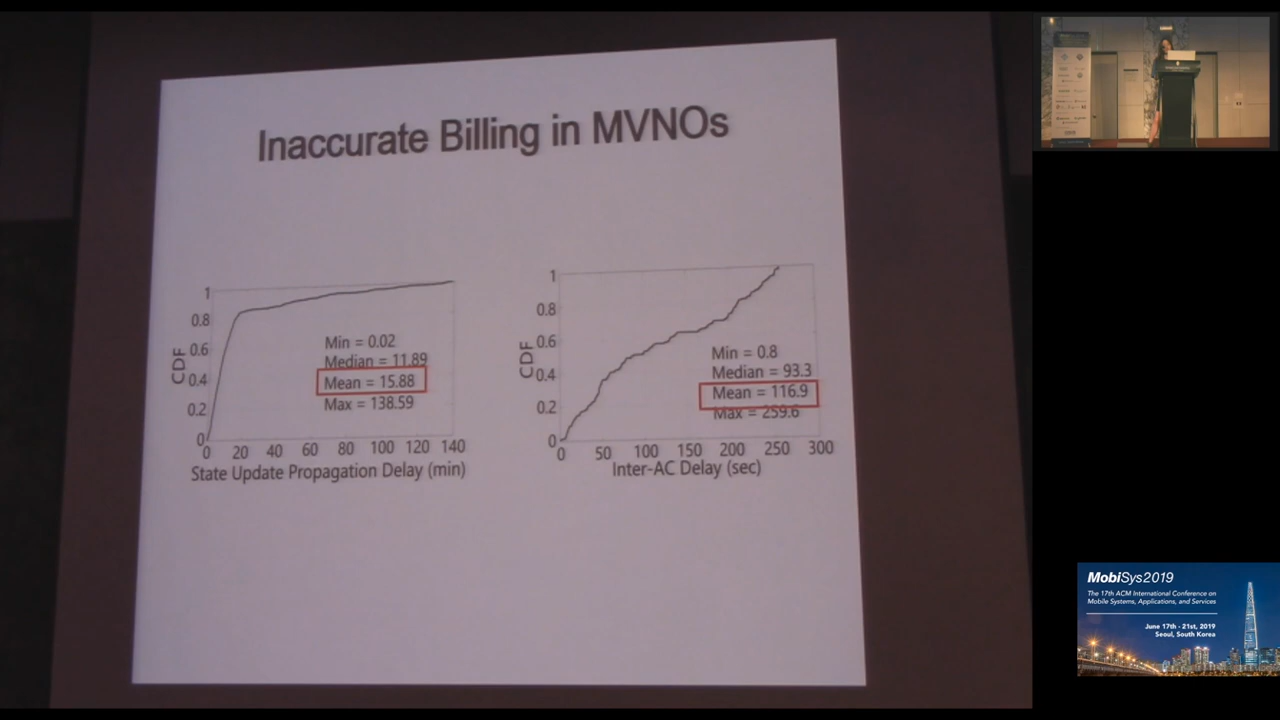 Inaccurate Billing in MVNOs
1
0.8
0.6
0.4
0.2
0
CDF
Min = 0.02
Median = 11.89
Mean = 15.88
Max = 138.59
0 20 40 60 80 100 120 140
State Update Propagation Delay (min)
1
0.8
0.6
0.4
0.2
0
CDF
Min = 0.8
Median = 93.3
Mean = 116.9
Max = 259.6
0 50 100 150 200 250 300
Inter-AC Delay (sec)
MobiSys2019
The 17th ACM International Conference on
Mobile Systems, Applications, and Services
June 17th - 21st, 2019
Seoul, South Korea